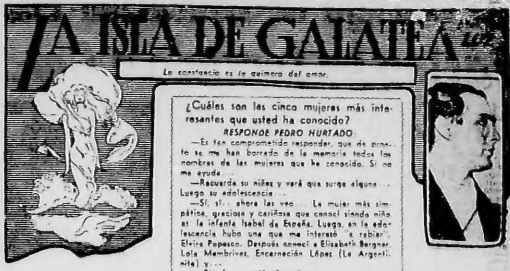 LA ISLA DE GALATEA
La constancia es la quimera del amor.
¿Cuáles son las cinco mujeres más inte-
resantes que usted ha conocido?
RESPONDE PEDRO HURTADO:
—Es tan comprometido responder, que de pron-
to se me han borrado de la memoria todos los
nombres de las mujeres que he conocido. Si no
me ayuda...
—Recuerda su niñez y verá que surge alguna...
Luego su adolescencia...
—Sí, sí... ahora las veo... La mujer más sim-
pática, graciosa y cariñosa que conocí siendo niño
es la infanta Isabel de España. Luego, en la ado-
lescencia hubo una que me interesó "a rabiar",
Elvira Popesco. Después conocí a Elisabeth Bergner,
Lola Membrives, Encarnación López (La Argenti-
nita) y...